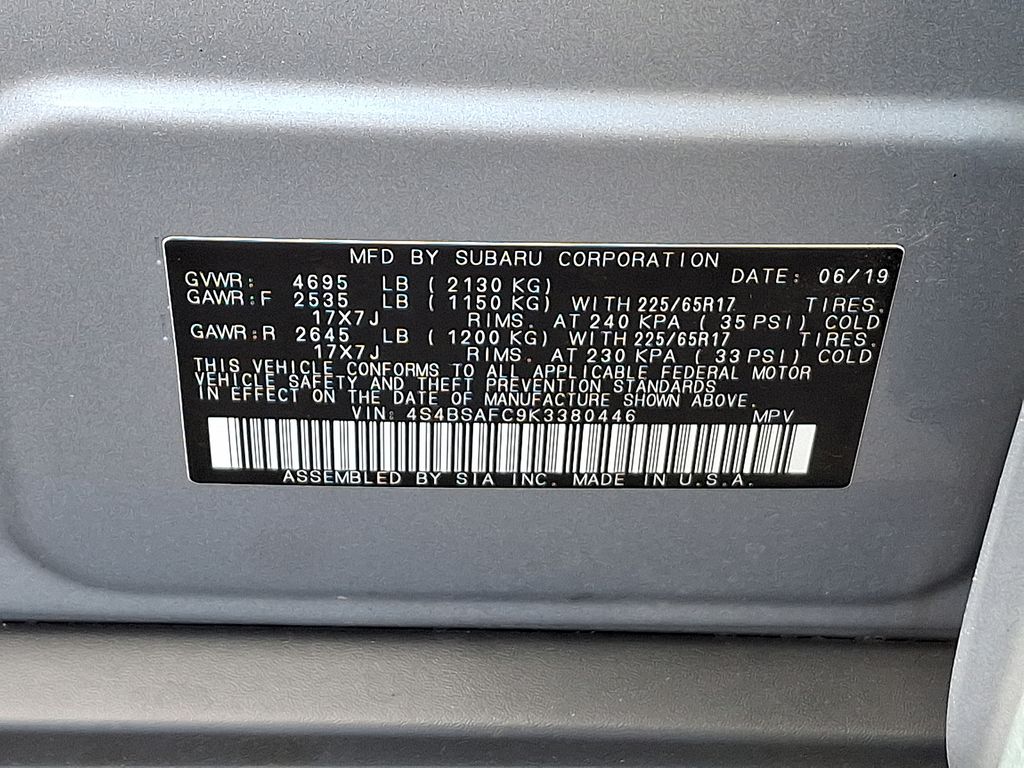 MFD BY SUBARU CORPORATION DATE: 06/19
GVWR: 4695 LB ( 2130 KG)
GAWR:F 2535 LB ( 1150 KG) WITH 225/65R17 TIRES.
17X7J RIMS. AT 240 KPA ( 35 PSI) COLD
GAWR:R 2645 LB ( 1200 KG) WITH 225/65R17 TIRES.
17X7J RIMS. AT 230 KPA ( 33 PSI) COLD
THIS VEHICLE CONFORMS TO ALL APPLICABLE FEDERAL MOTOR
VEHICLE SAFETY AND THEFT PREVENTION STANDARDS
IN EFFECT ON THE DATE OF MANUFACTURE SHOWN ABOVE.
VIN: 4S4BSAFC9K3380446 MPV
ASSEMBLED BY SIA INC. MADE IN U.S.A.